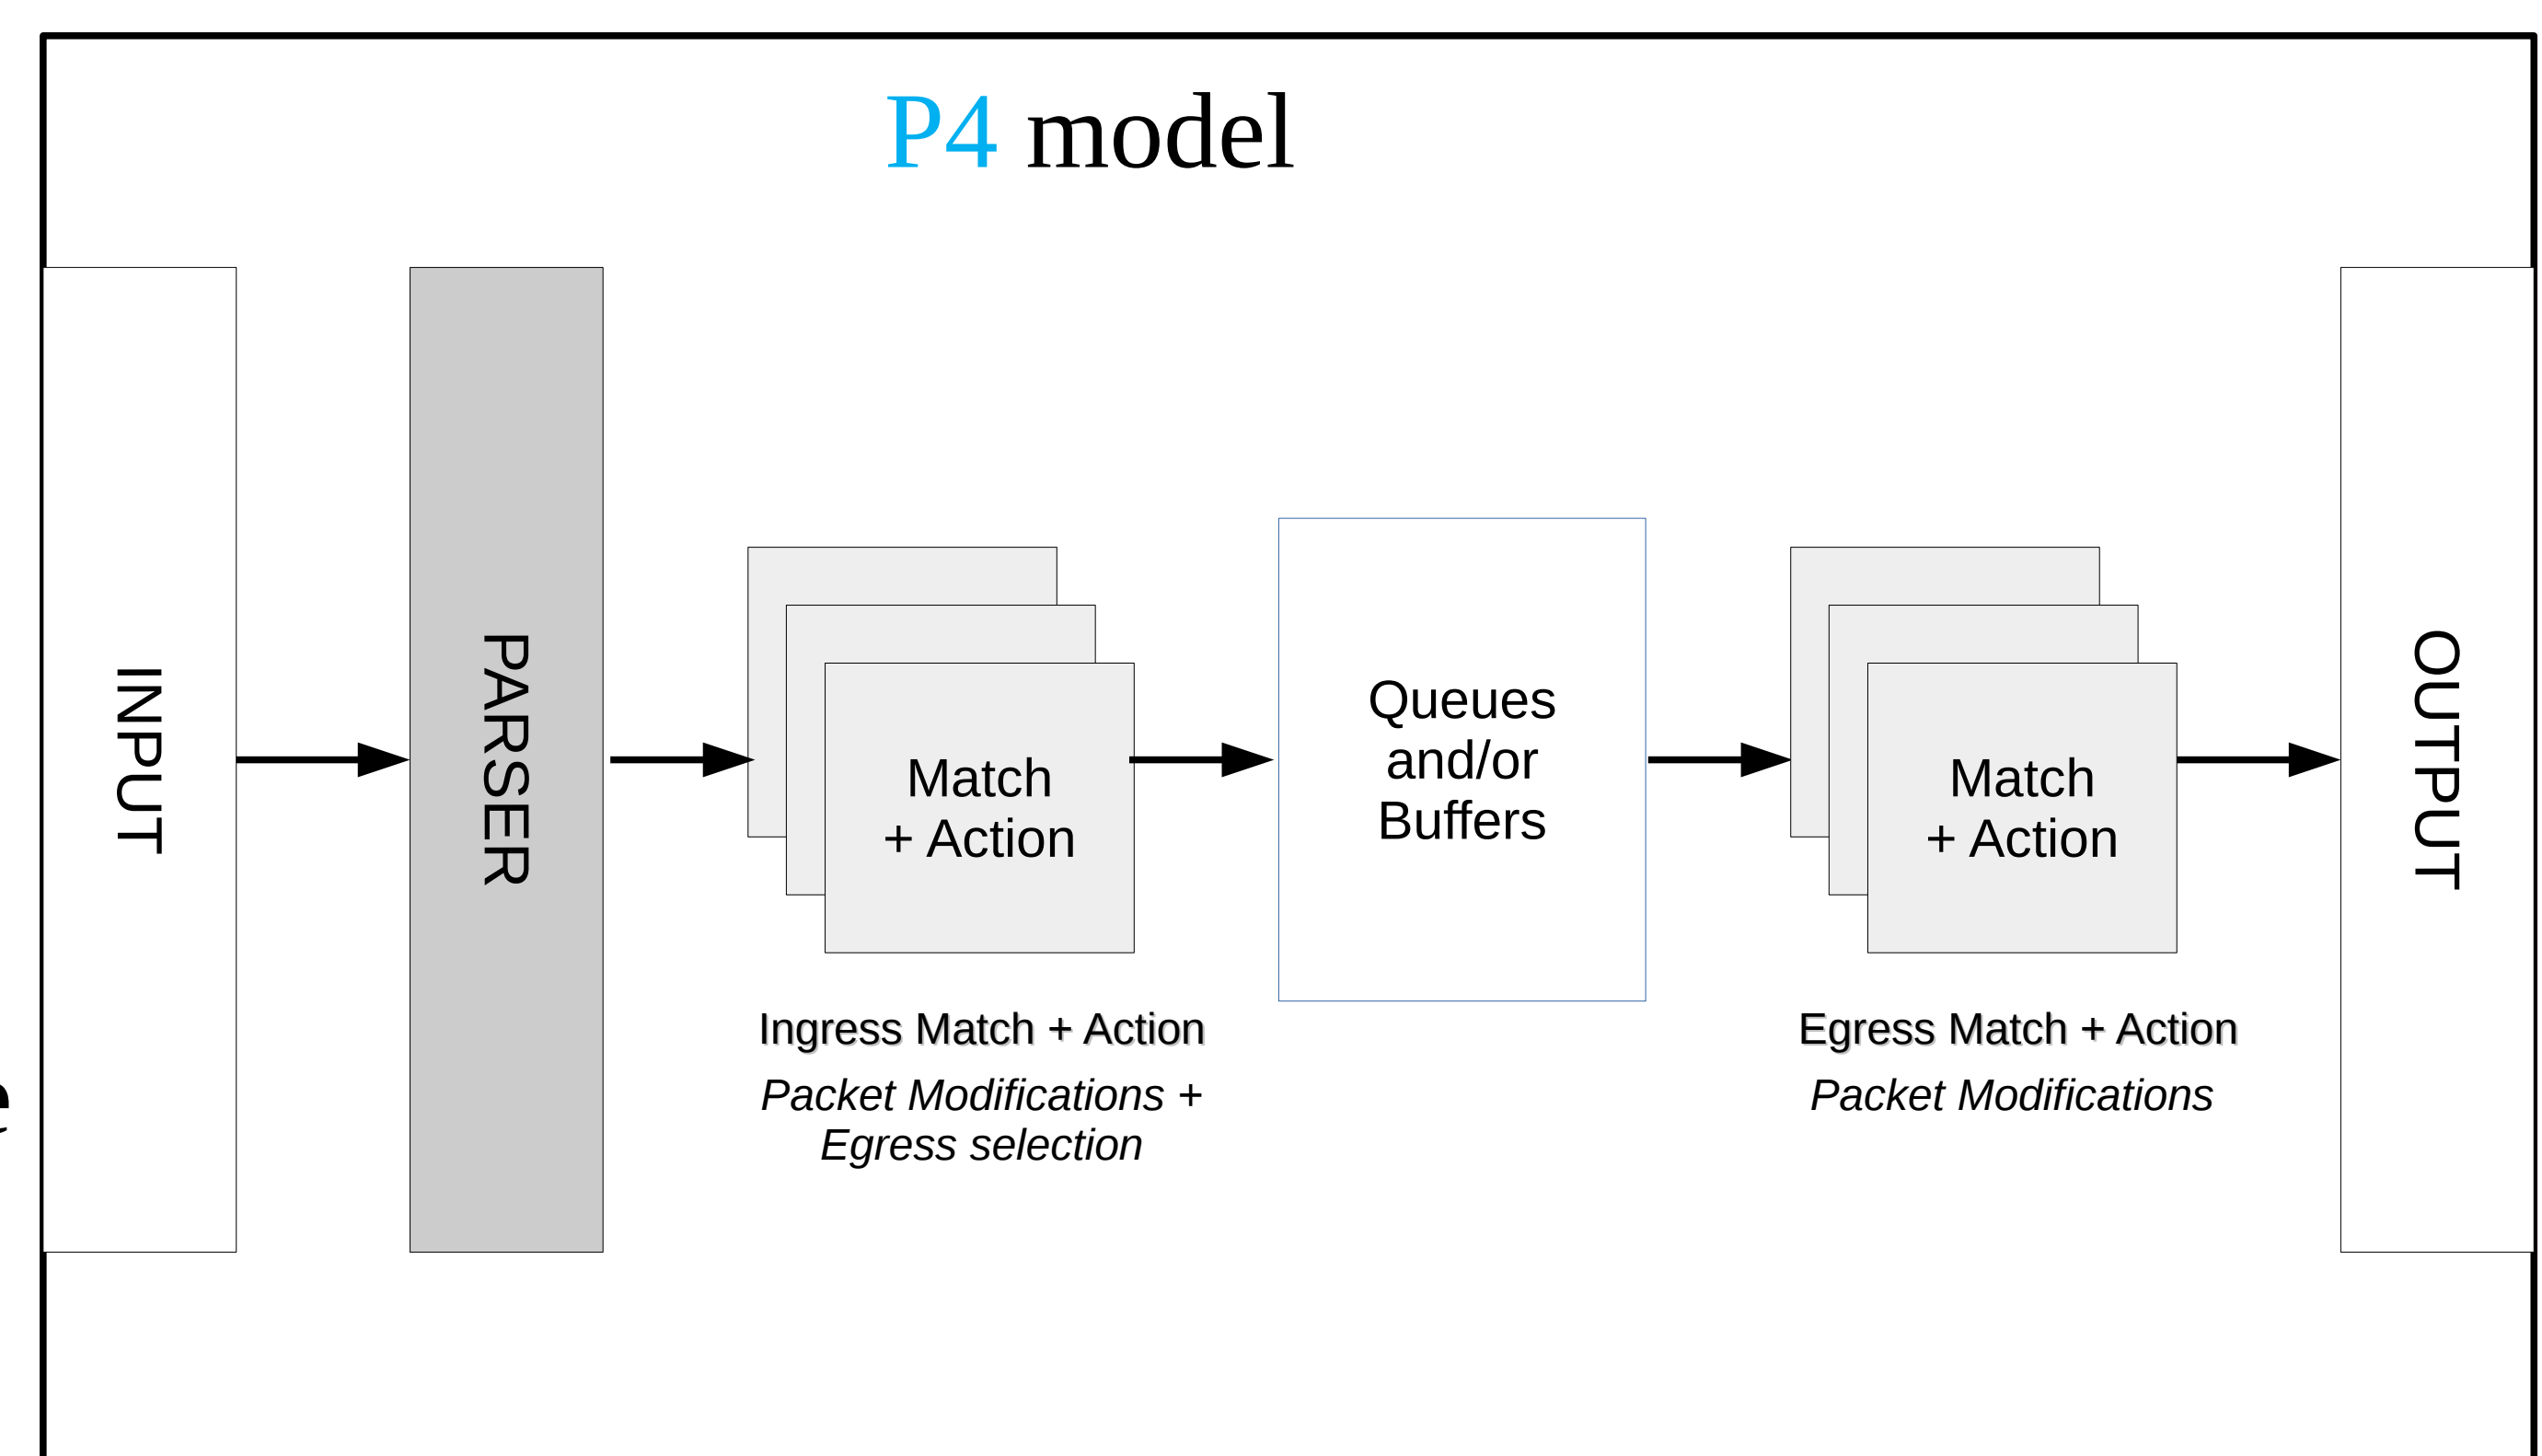 P4 model
INPUT
PARSER
Match
+ Action
Ingress Match + Action
Packet Modifications +
Egress selection
Queues
and/or
Buffers
Match
+ Action
Egress Match + Action
Packet Modifications
OUTPUT